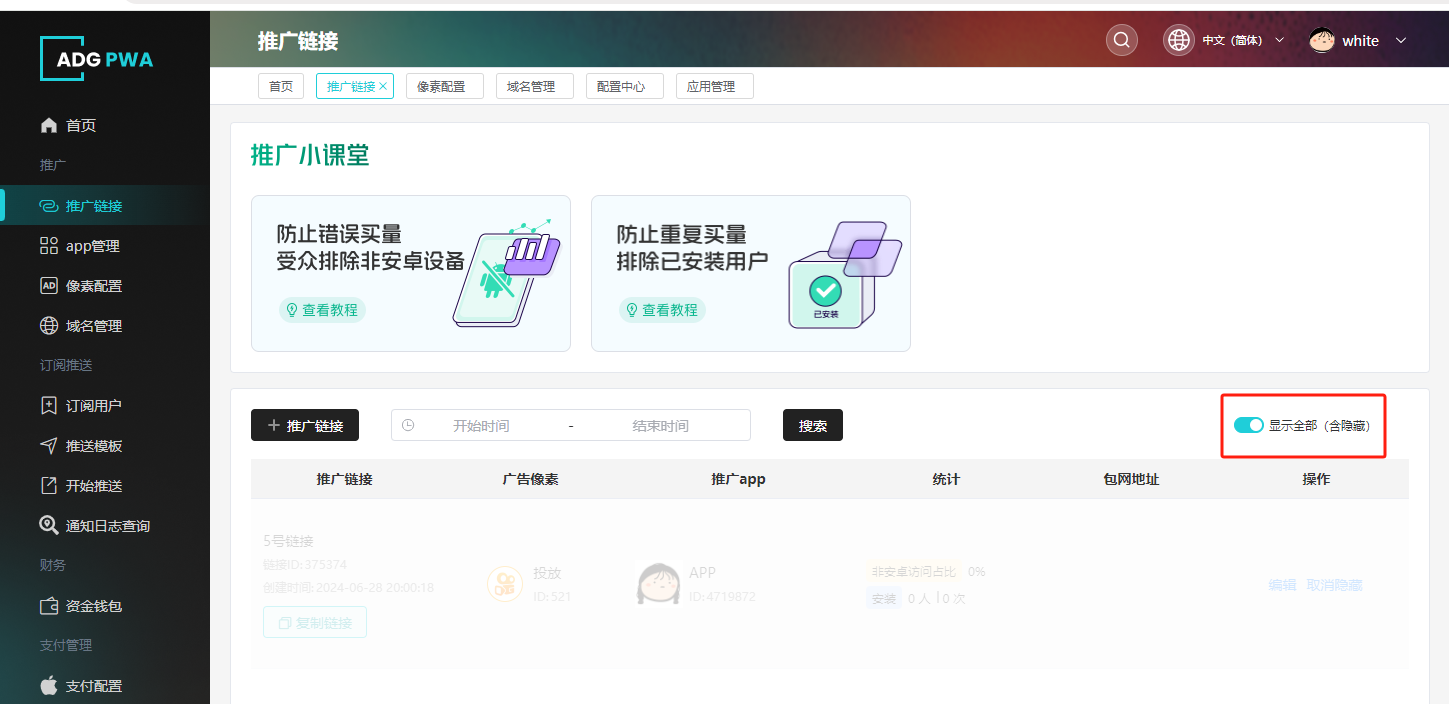 ADG PWA
推广链接
中文（简体）
white
首页
推广链接
像素配置
域名管理
配置中心
应用管理
首页
推广
推广链接
app管理
AD
像素配置
域名管理
订阅推送
订阅用户
推送模板
开始推送
通知日志查询
财务
资金钱包
支付管理
支付配置
推广小课堂
防止错误买量
受众排除非安卓设备
查看教程
防止重复买量
排除已安装用户
查看教程
已安装
推广链接
开始时间 - 结束时间
搜索
显示全部（含隐藏）
推广链接 广告像素 推广app 统计 包网地址 操作
5号链接
链接ID:375374
创建时间:2024-06-28 20:00:18
复制链接
投放
ID:521
APP
ID:4719872
非安卓访问占比 0%
安装 0 人 | 0 次
编辑 取消隐藏